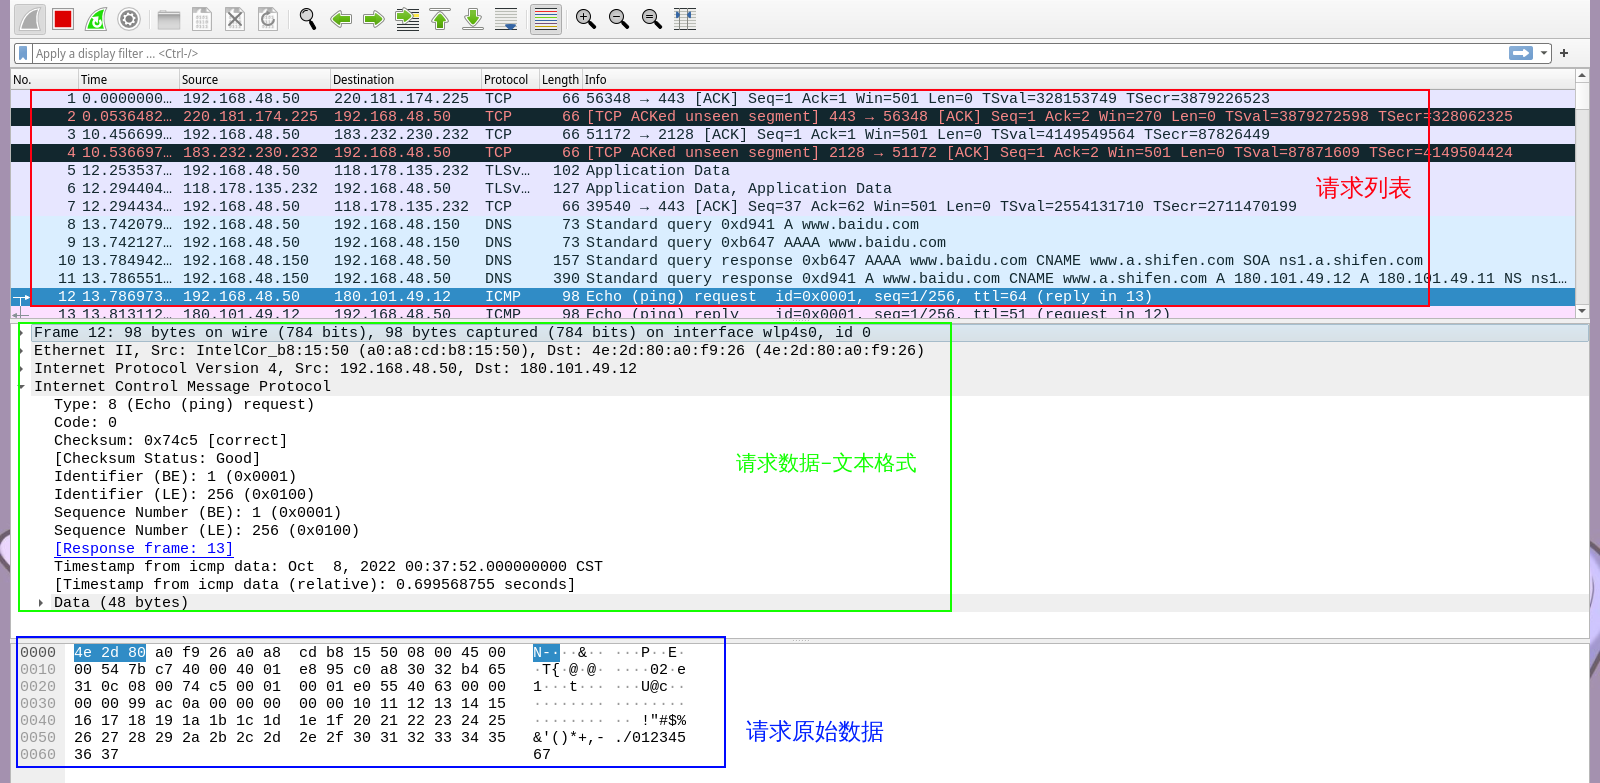 Apply a display filter ... <Ctrl-/>
No. Time Source Destination Protocol Length Info
1 0.0000000… 192.168.48.50 220.181.174.225 TCP 66 56348 → 443 [ACK] Seq=1 Ack=1 Win=501 Len=0 TSval=328153749 TSecr=3879226523
2 0.0536482… 220.181.174.225 192.168.48.50 TCP 66 [TCP ACKed unseen segment] 443 → 56348 [ACK] Seq=1 Ack=2 Win=270 Len=0 TSval=3879272598 TSecr=328062325
3 10.456699… 192.168.48.50 183.232.230.232 TCP 66 51172 → 2128 [ACK] Seq=1 Ack=1 Win=501 Len=0 TSval=4149549564 TSecr=87826449
4 10.536697… 183.232.230.232 192.168.48.50 TCP 66 [TCP ACKed unseen segment] 2128 → 51172 [ACK] Seq=1 Ack=2 Win=501 Len=0 TSval=87871609 TSecr=4149504424
5 12.253537… 192.168.48.50 118.178.135.232 TLSv… 102 Application Data
6 12.294404… 118.178.135.232 192.168.48.50 TLSv… 127 Application Data, Application Data
请求列表
7 12.294434… 192.168.48.50 118.178.135.232 TCP 66 39540 → 443 [ACK] Seq=37 Ack=62 Win=501 Len=0 TSval=2554131710 TSecr=2711470199
8 13.742079… 192.168.48.50 192.168.48.150 DNS 73 Standard query 0xd941 A www.baidu.com
9 13.742127… 192.168.48.50 192.168.48.150 DNS 73 Standard query 0xb647 AAAA www.baidu.com
10 13.784942… 192.168.48.150 192.168.48.50 DNS 157 Standard query response 0xb647 AAAA www.baidu.com CNAME www.a.shifen.com SOA ns1.a.shifen.com
11 13.786551… 192.168.48.150 192.168.48.50 DNS 390 Standard query response 0xd941 A www.baidu.com CNAME www.a.shifen.com A 180.101.49.12 A 180.101.49.11 NS ns1…
12 13.786973… 192.168.48.50 180.101.49.12 ICMP 98 Echo (ping) request id=0x0001, seq=1/256, ttl=64 (reply in 13)
13 13.813112… 180.101.49.12 192.168.48.50 ICMP 98 Echo (ping) reply id=0x0001, seq=1/256, ttl=51 (request in 12)
Frame 12: 98 bytes on wire (784 bits), 98 bytes captured (784 bits) on interface wlp4s0, id 0
Ethernet II, Src: IntelCor_b8:15:50 (a0:a8:cd:b8:15:50), Dst: 4e:2d:80:a0:f9:26 (4e:2d:80:a0:f9:26)
Internet Protocol Version 4, Src: 192.168.48.50, Dst: 180.101.49.12
Internet Control Message Protocol
Type: 8 (Echo (ping) request)
Code: 0
Checksum: 0x74c5 [correct]
[Checksum Status: Good]
请求数据-文本格式
Identifier (BE): 1 (0x0001)
Identifier (LE): 256 (0x0100)
Sequence Number (BE): 1 (0x0001)
Sequence Number (LE): 256 (0x0100)
[Response frame: 13]
Timestamp from icmp data: Oct  8, 2022 00:37:52.000000000 CST
[Timestamp from icmp data (relative): 0.699568755 seconds]
Data (48 bytes)
0000 4e 2d 80 a0 f9 26 a0 a8 cd b8 15 50 08 00 45 00 N-···&·· ···P··E·
0010 00 54 7b c7 40 00 40 01 e8 95 c0 a8 30 32 b4 65 ·T{·@·@· ····02·e
0020 31 0c 08 00 74 c5 00 01 00 01 e0 55 40 63 00 00 1···t··· ···U@c··
0030 00 00 99 ac 0a 00 00 00 00 00 10 11 12 13 14 15 ········ ········
0040 16 17 18 19 1a 1b 1c 1d 1e 1f 20 21 22 23 24 25 ········ ·· !"#$%
0050 26 27 28 29 2a 2b 2c 2d 2e 2f 30 31 32 33 34 35 &'()*+,- ./012345
0060 36 37 67
请求原始数据